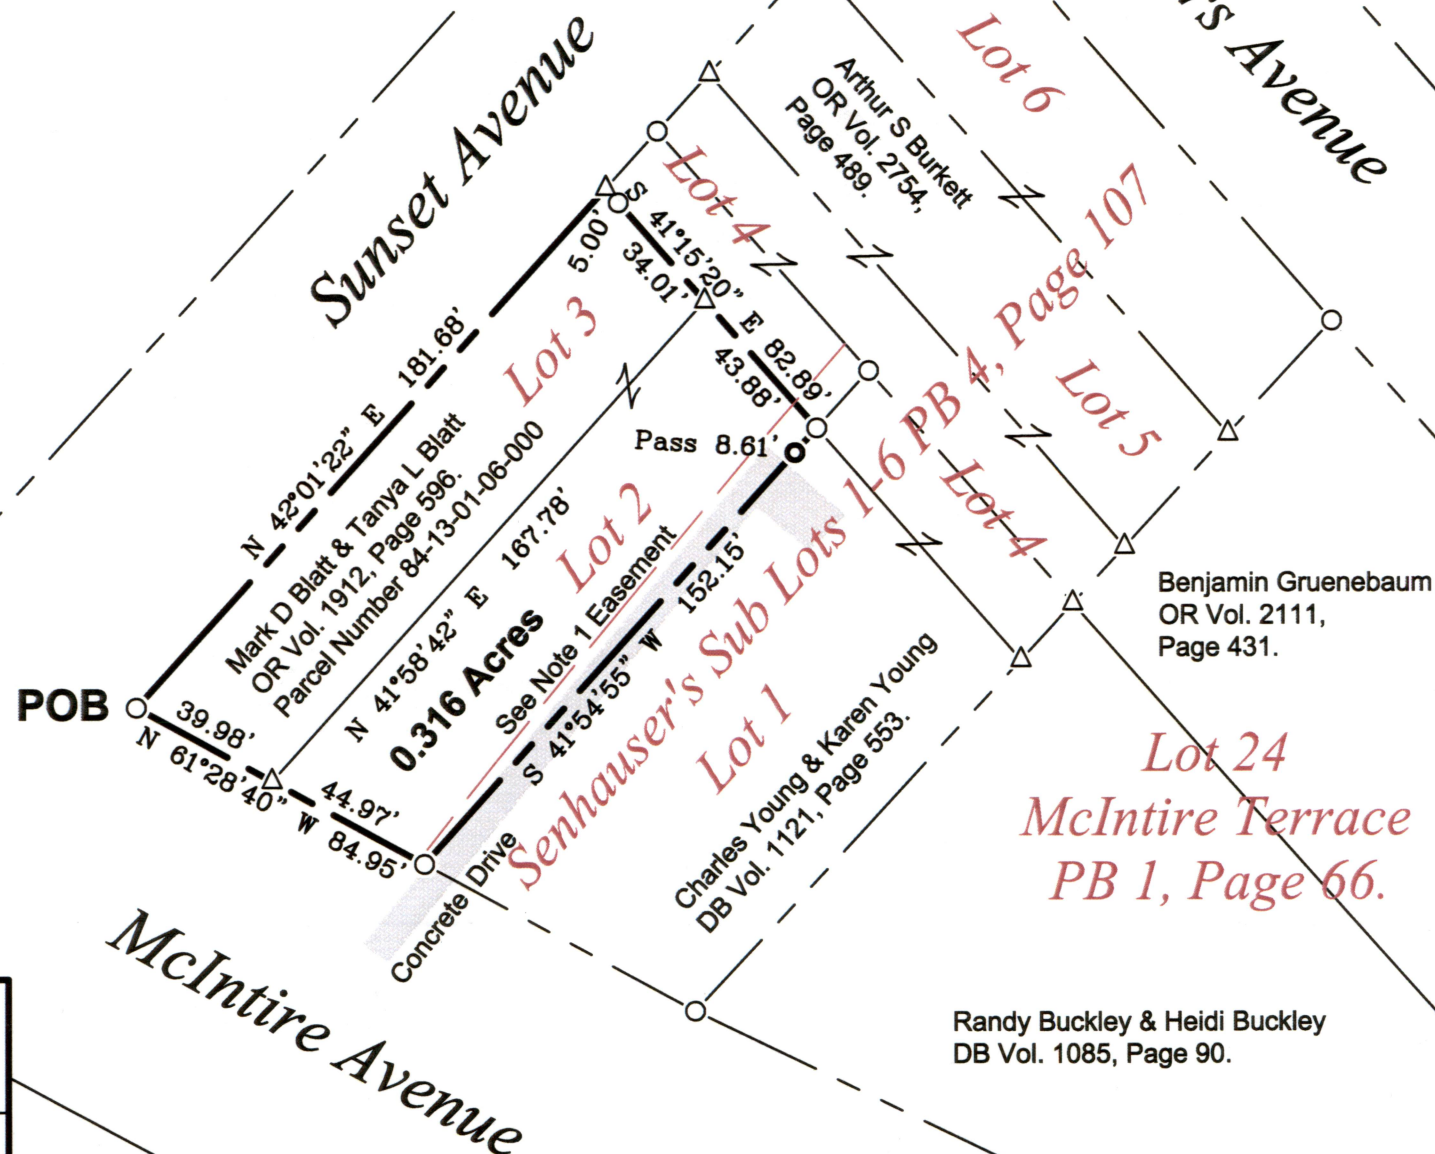 Sunset Avenue
rs Avenue
Lot 6
Arthur S Burkett
OR Vol. 2754,
Page 489.
Lot 4
S 41°15'20" E 82.89'
5.00'
34.01'
43.88'
Lot 3
N 42°01'22" E 181.68'
Mark D Blatt & Tanya L Blatt
OR Vol. 1912, Page 596.
Parcel Number 84-13-01-06-000
Pass 8.61'
Lot 5
Lot 4
Lot 2
N 41°58'42" E 167.78'
0.316 Acres
See Note 1 Easement
S 41°54'55" W 152.15'
Senhauser's Sub Lots 1-6 PB 4, Page 107
Lot 1
Charles Young & Karen Young
DB Vol. 1121, Page 553.
Benjamin Gruenebaum
OR Vol. 2111,
Page 431.
POB
39.98'
44.97'
N 61°28'40" W 84.95'
Concrete Drive
Lot 24
McIntire Terrace
PB 1, Page 66.
Randy Buckley & Heidi Buckley
DB Vol. 1085, Page 90.
McIntire Avenue